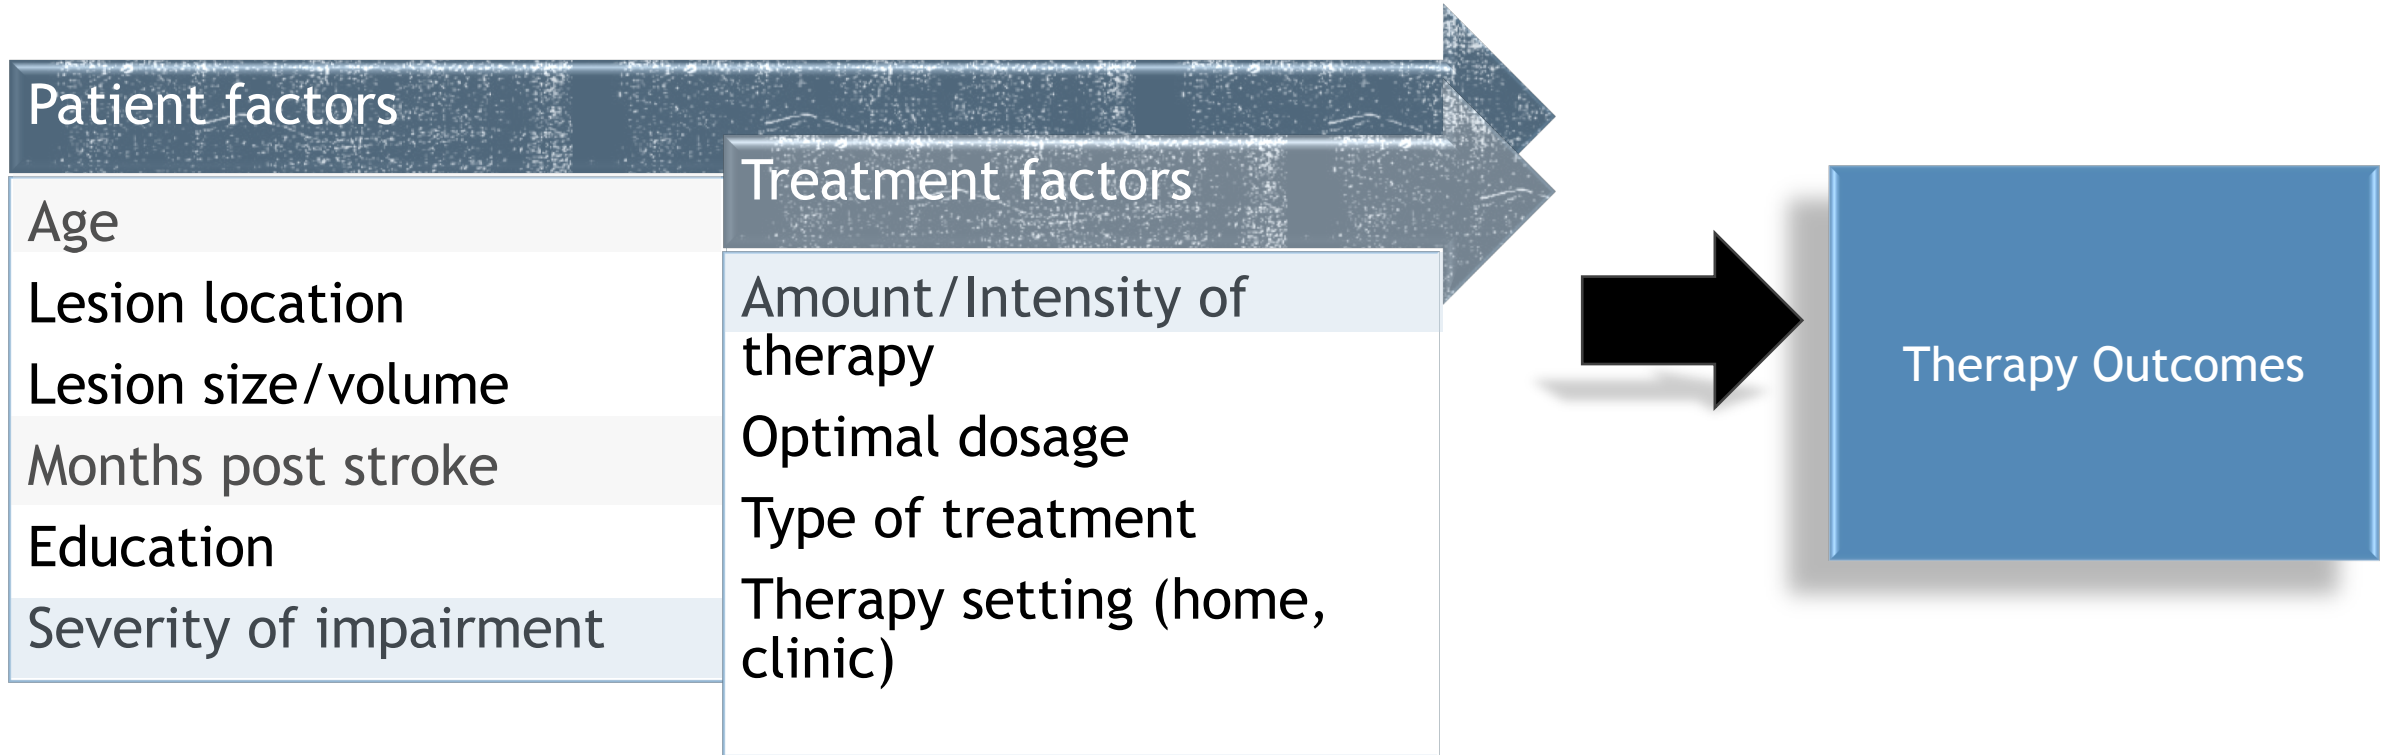 Patient factors
Age
Lesion location
Lesion size/volume
Months post stroke
Education
Severity of impairment
Treatment factors
Amount/Intensity of
therapy
Optimal dosage
Type of treatment
Therapy setting (home,
clinic)
Therapy Outcomes